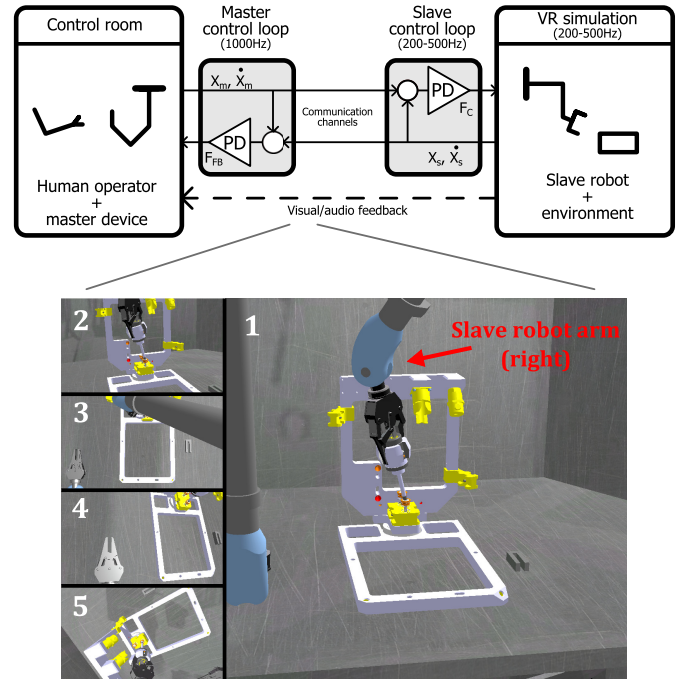 Control room
Master
control loop
(1000Hz)
Slave
control loop
(200-500Hz)
VR simulation
(200-500Hz)
Xm, Ẋm
PD
FC
Communication
channels
PD
FFB
Xs, Ẋs
Human operator
+
master device
Slave robot
+
environment
Visual/audio feedback
1
2
3
4
5
Slave robot arm
(right)